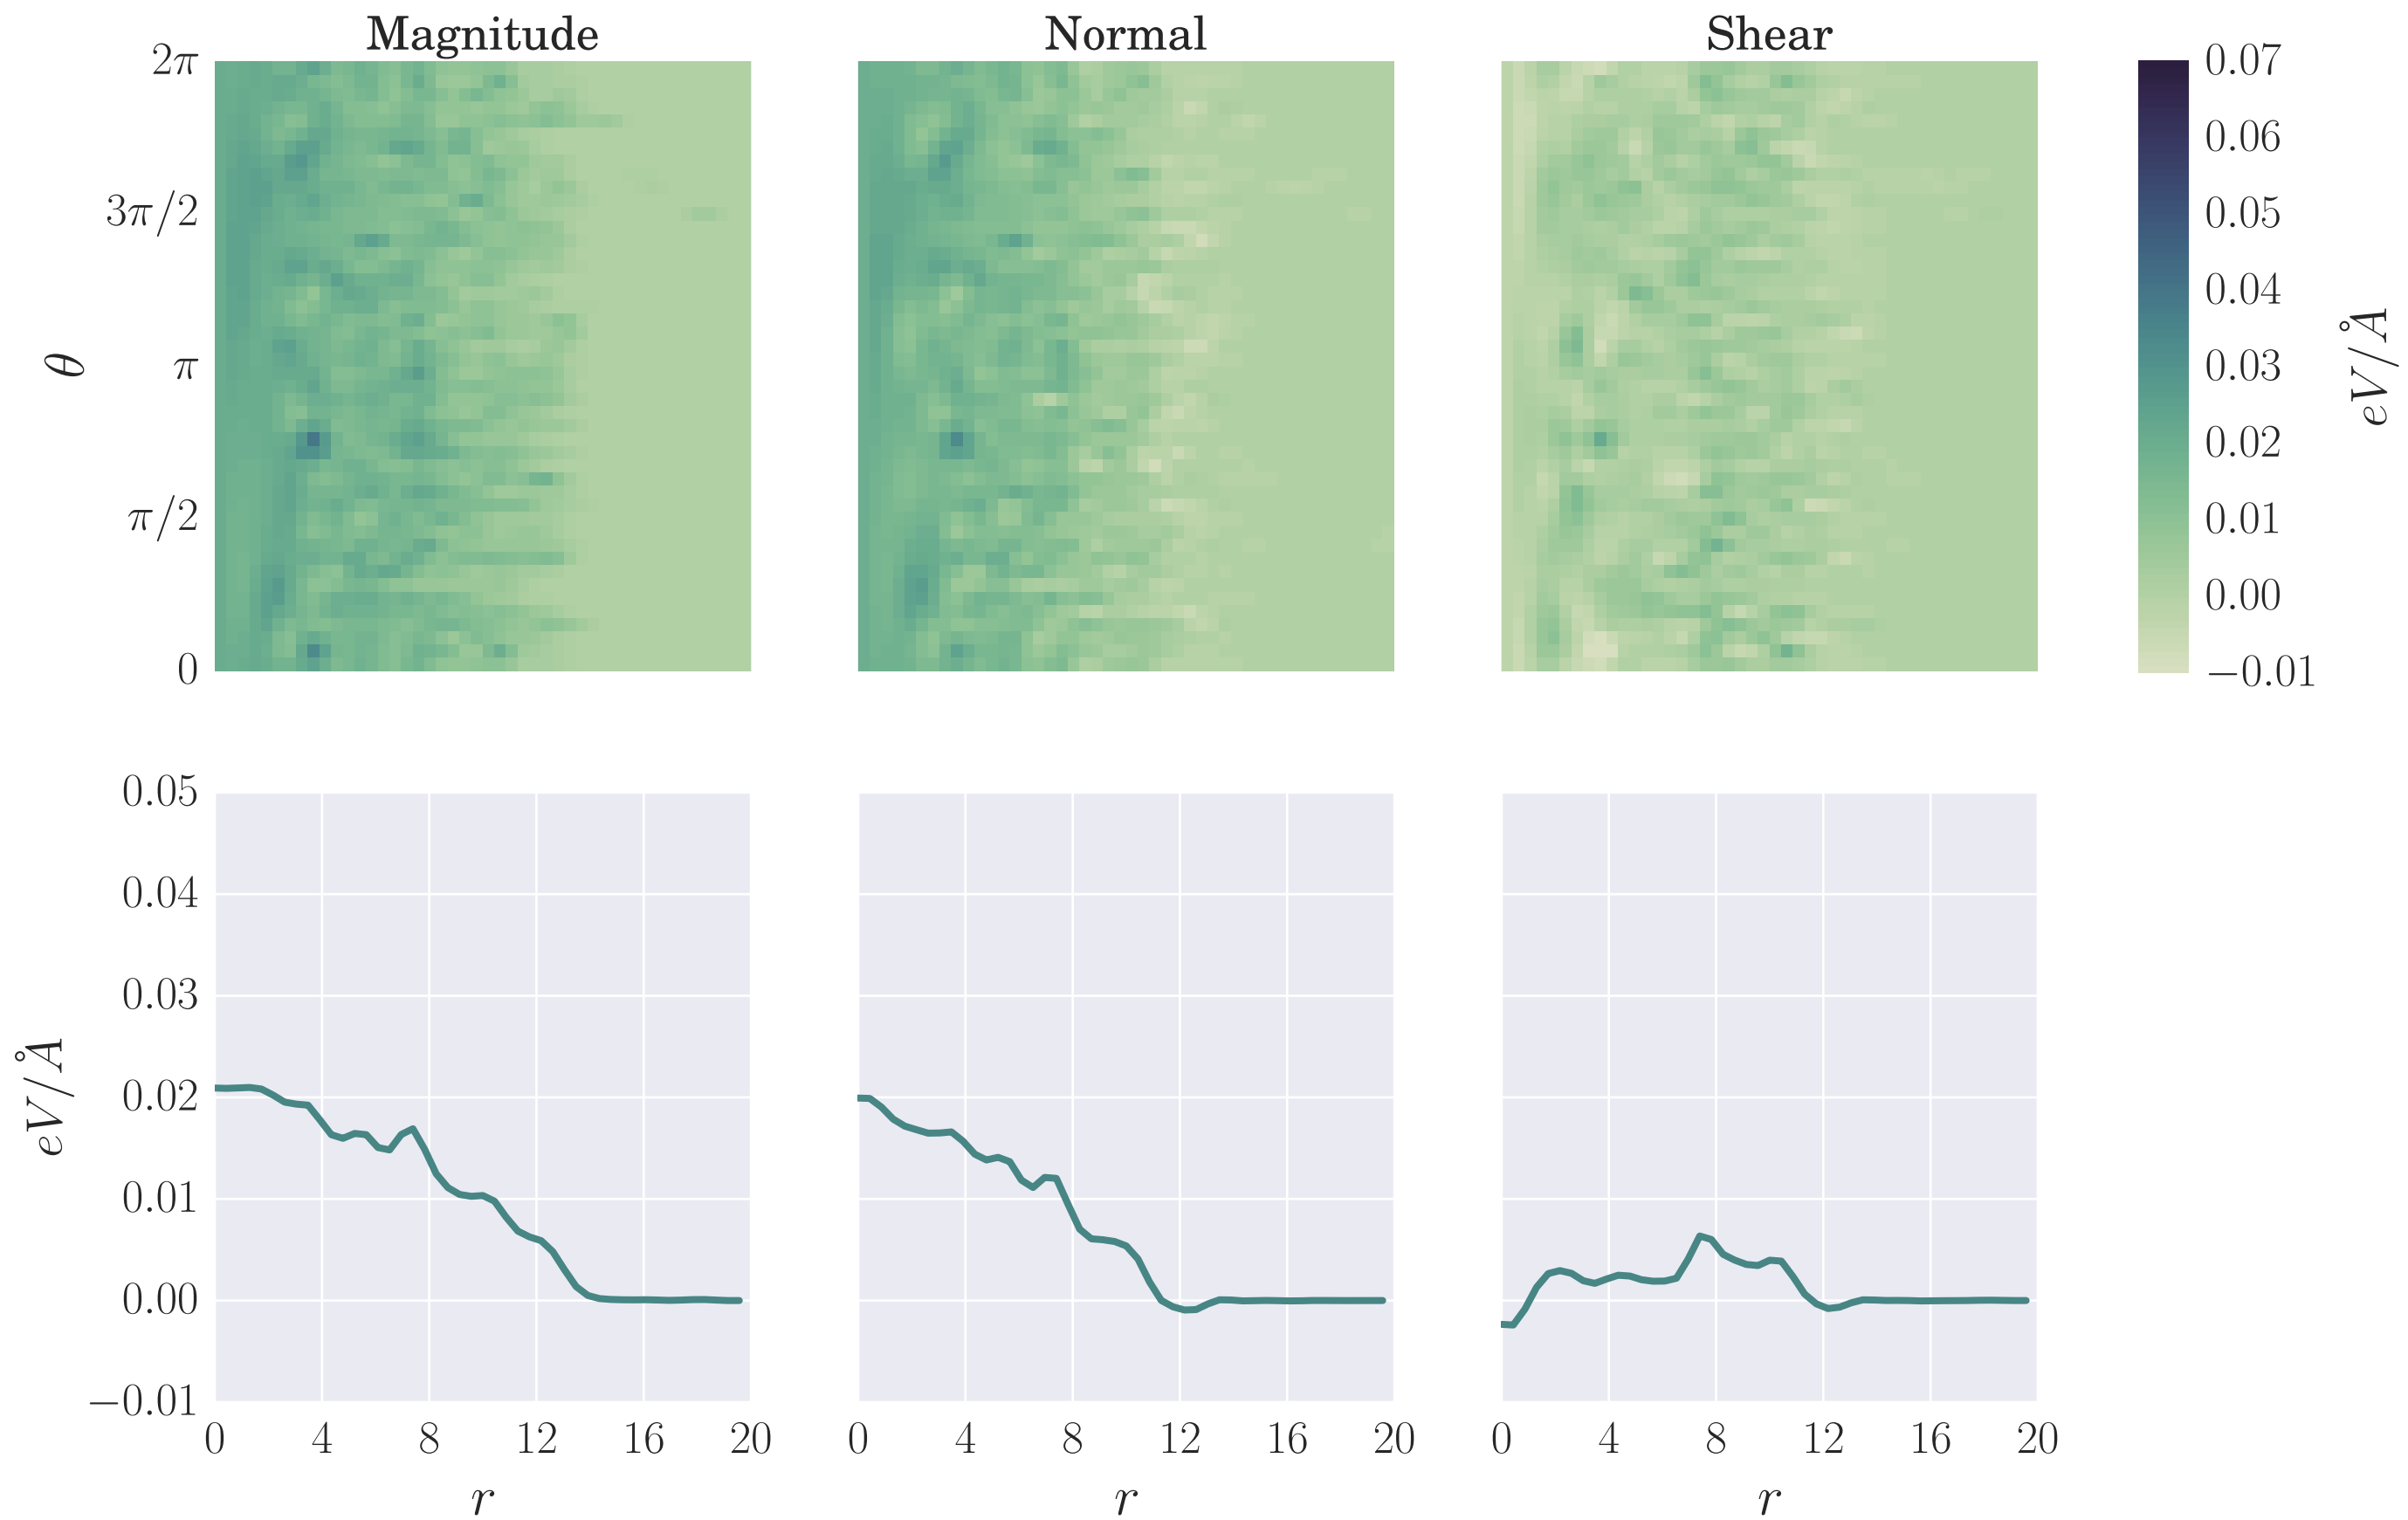 Magnitude Normal Shear
2π
3π/2
π
π/2
0
θ
0.07
0.06
0.05
0.04
0.03
0.02
0.01
0.00
−0.01
eV/Å
0.05
0.04
0.03
0.02
0.01
0.00
−0.01
eV/Å
0 4 8 12 16 20 0 4 8 12 16 20 0 4 8 12 16 20
r r r